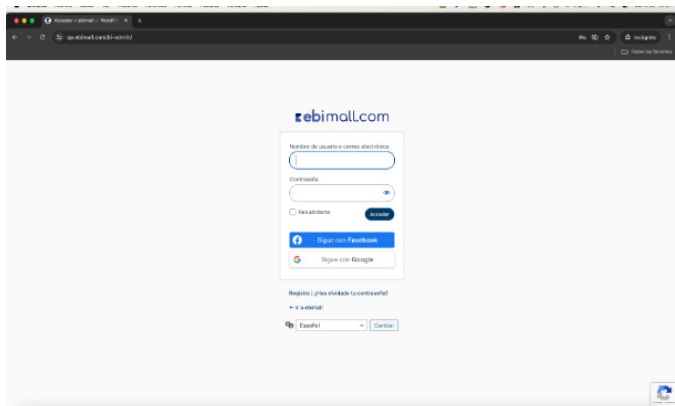 Acceder ‹ ebimall — WordPr
qa.ebimall.com/bi-admin/
Incógnito
Todos los favoritos
ebimall.com
Nombre de usuario o correo electrónico
Contraseña
Recuérdame
Acceder
Sigue con Facebook
Sigue con Google
Registro | ¿Has olvidado tu contraseña?
← Ir a ebimall
Español
Cambiar